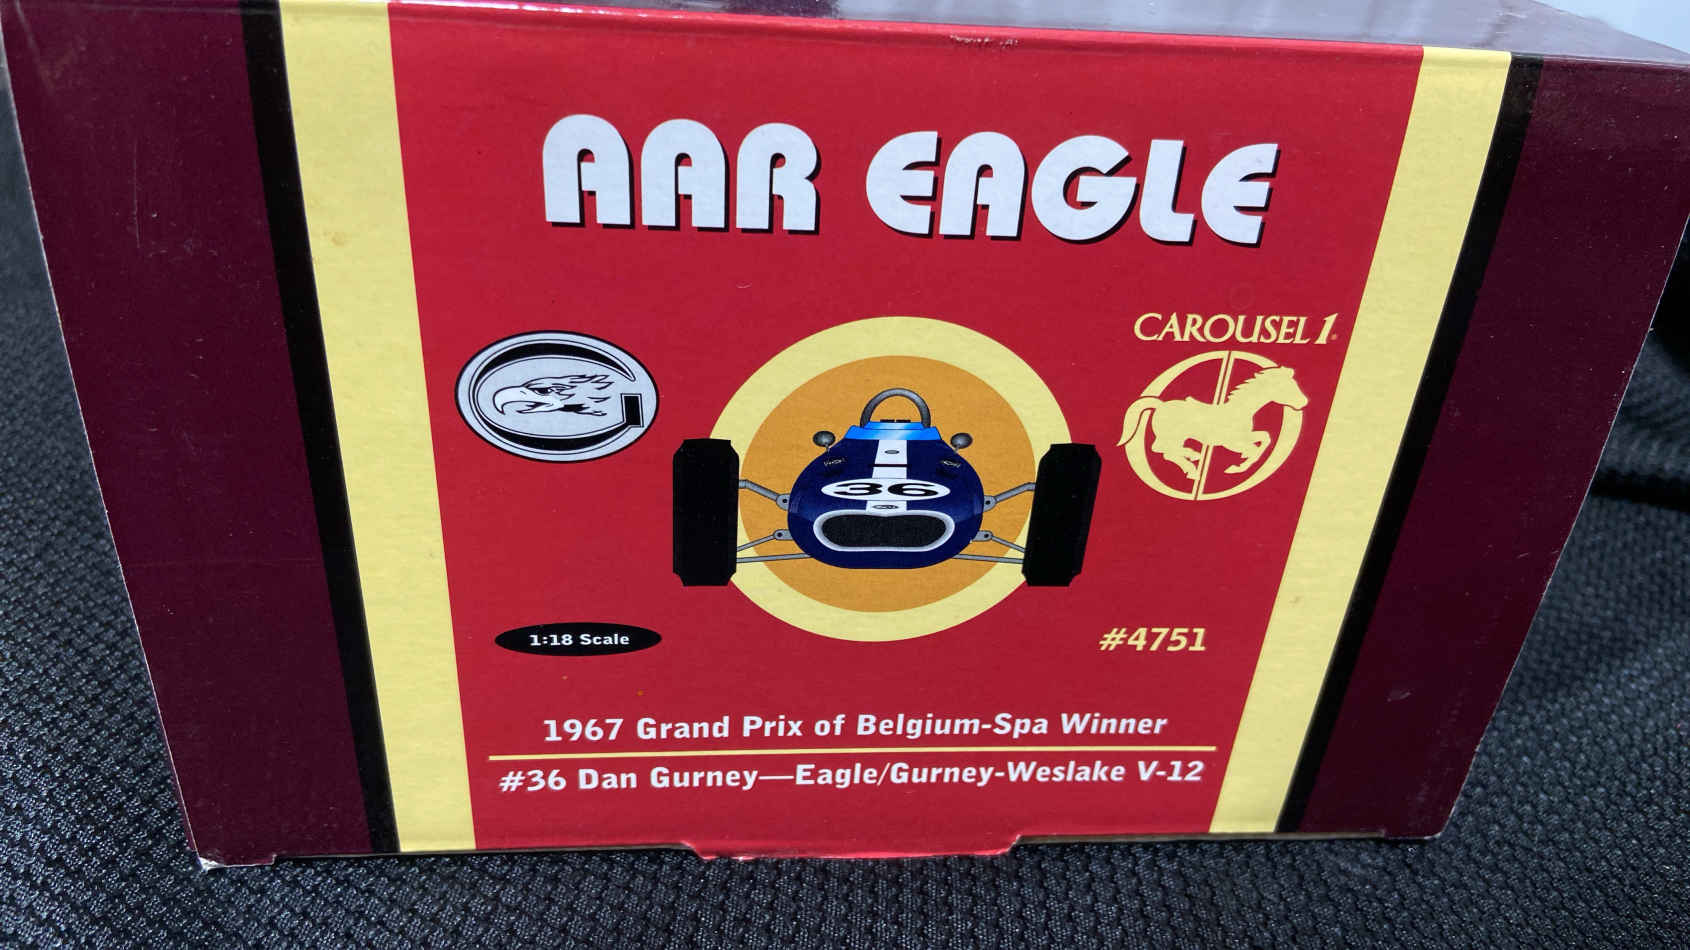 AAR EAGLE
CAROUSEL 1
36
1:18 Scale
#4751
1967 Grand Prix of Belgium-Spa Winner
#36 Dan Gurney—Eagle/Gurney-Weslake V-12